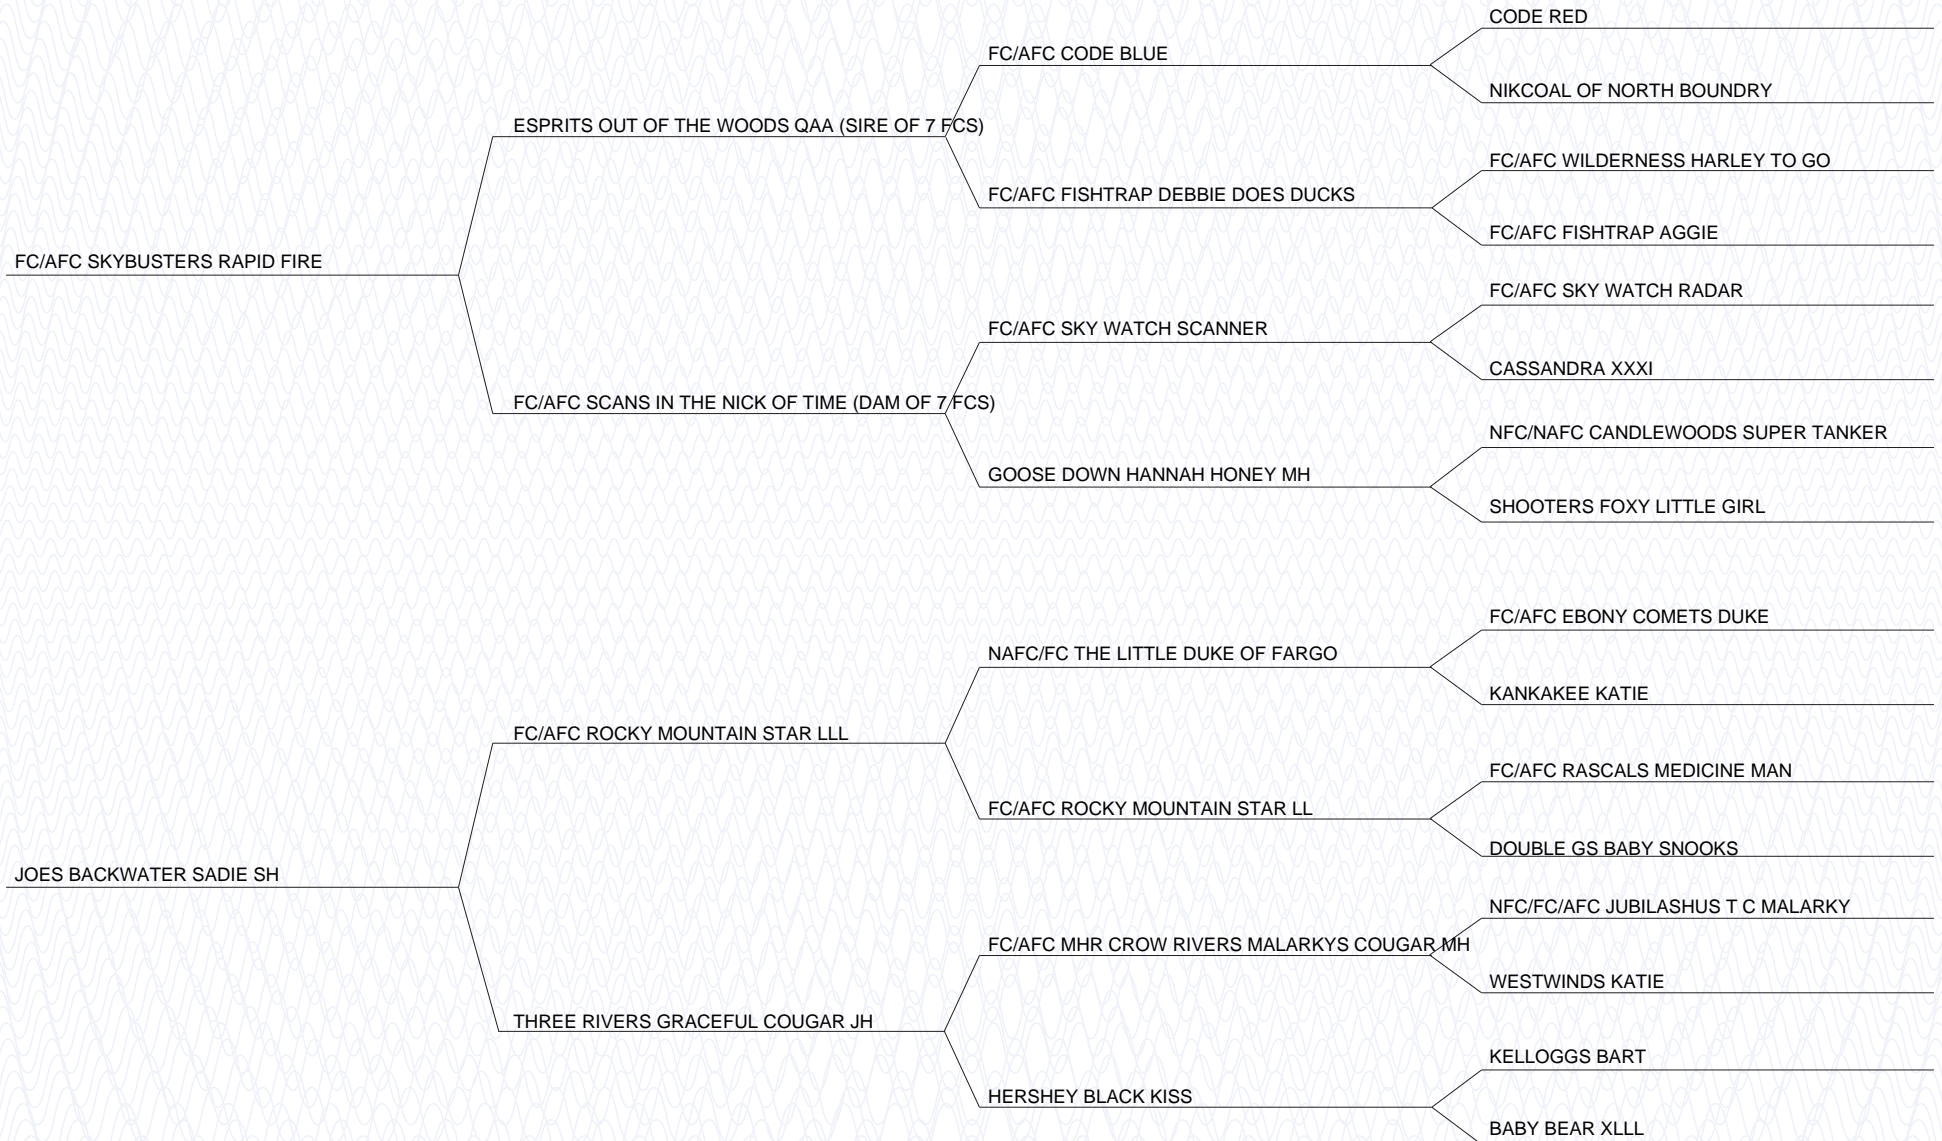 CODE RED
FC/AFC CODE BLUE
NIKCOAL OF NORTH BOUNDRY
ESPRITS OUT OF THE WOODS QAA (SIRE OF 7 FCS)
FC/AFC WILDERNESS HARLEY TO GO
FC/AFC FISHTRAP DEBBIE DOES DUCKS
FC/AFC FISHTRAP AGGIE
FC/AFC SKYBUSTERS RAPID FIRE
FC/AFC SKY WATCH RADAR
FC/AFC SKY WATCH SCANNER
CASSANDRA XXXI
FC/AFC SCANS IN THE NICK OF TIME (DAM OF 7 FCS)
NFC/NAFC CANDLEWOODS SUPER TANKER
GOOSE DOWN HANNAH HONEY MH
SHOOTERS FOXY LITTLE GIRL
FC/AFC EBONY COMETS DUKE
NAFC/FC THE LITTLE DUKE OF FARGO
KANKAKEE KATIE
FC/AFC ROCKY MOUNTAIN STAR LLL
FC/AFC RASCALS MEDICINE MAN
FC/AFC ROCKY MOUNTAIN STAR LL
DOUBLE GS BABY SNOOKS
JOES BACKWATER SADIE SH
NFC/FC/AFC JUBILASHUS T C MALARKY
FC/AFC MHR CROW RIVERS MALARKYS COUGAR MH
WESTWINDS KATIE
THREE RIVERS GRACEFUL COUGAR JH
KELLOGGS BART
HERSHEY BLACK KISS
BABY BEAR XLLL